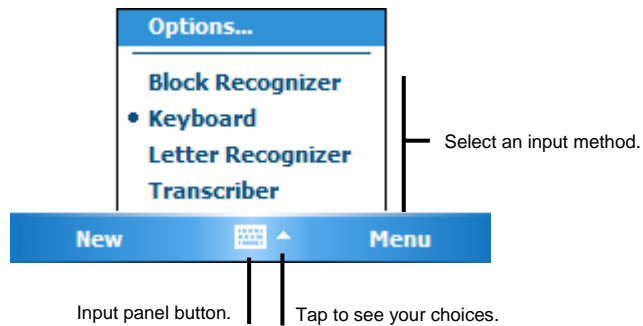 Options...
Block Recognizer
• Keyboard
Letter Recognizer
Transcriber
Select an input method.
New Menu
Input panel button. Tap to see your choices.